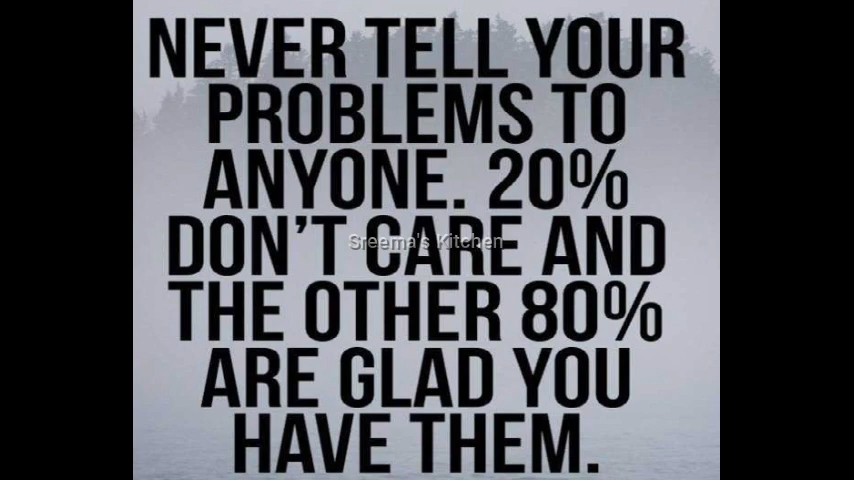 NEVER TELL YOUR
PROBLEMS TO
ANYONE. 20%
DON'T CARE AND
Sreema's Kitchen
THE OTHER 80%
ARE GLAD YOU
HAVE THEM.